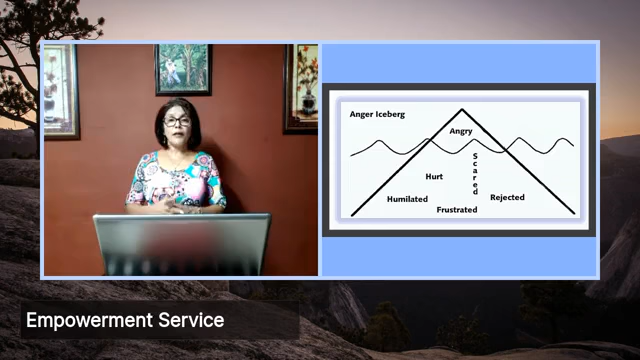 Anger Iceberg
Angry
Scared
Hurt
Humilated
Rejected
Frustrated
Empowerment Service